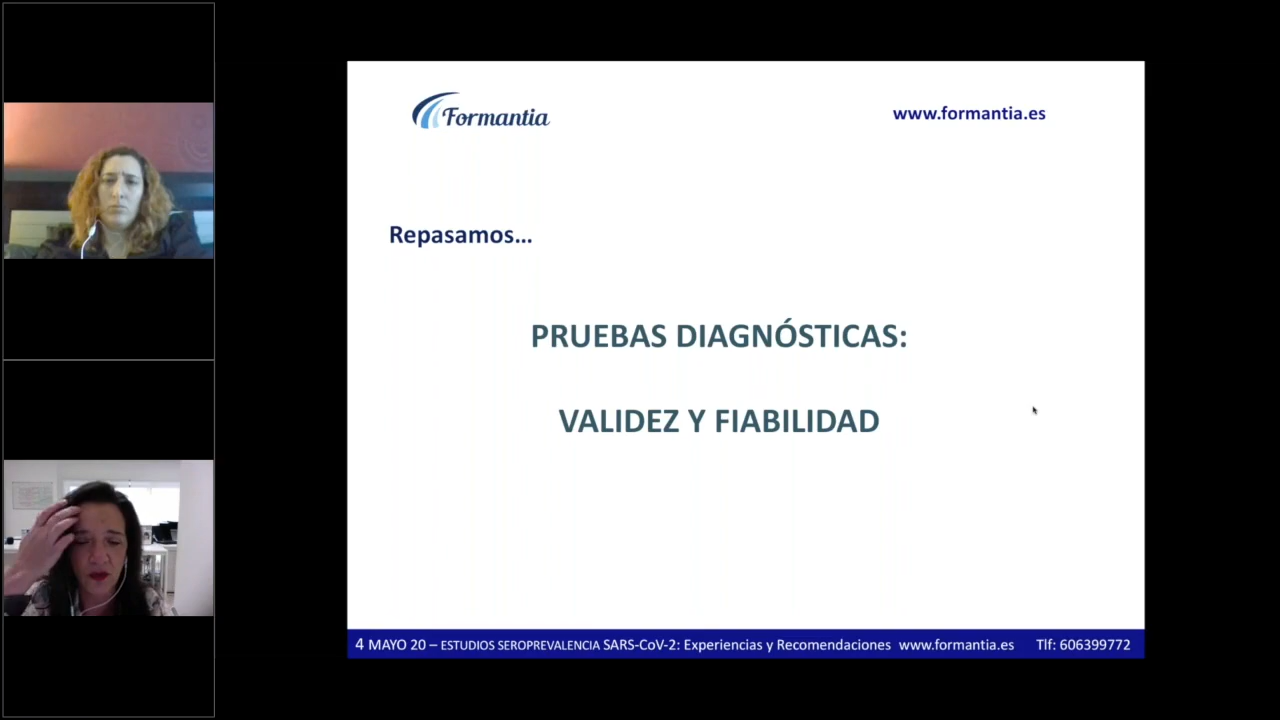 Formantia
www.formantia.es
Repasamos...
PRUEBAS DIAGNÓSTICAS:
VALIDEZ Y FIABILIDAD
4 MAYO 20 – ESTUDIOS SEROPREVALENCIA SARS-CoV-2: Experiencias y Recomendaciones www.formantia.es Tlf: 606399772